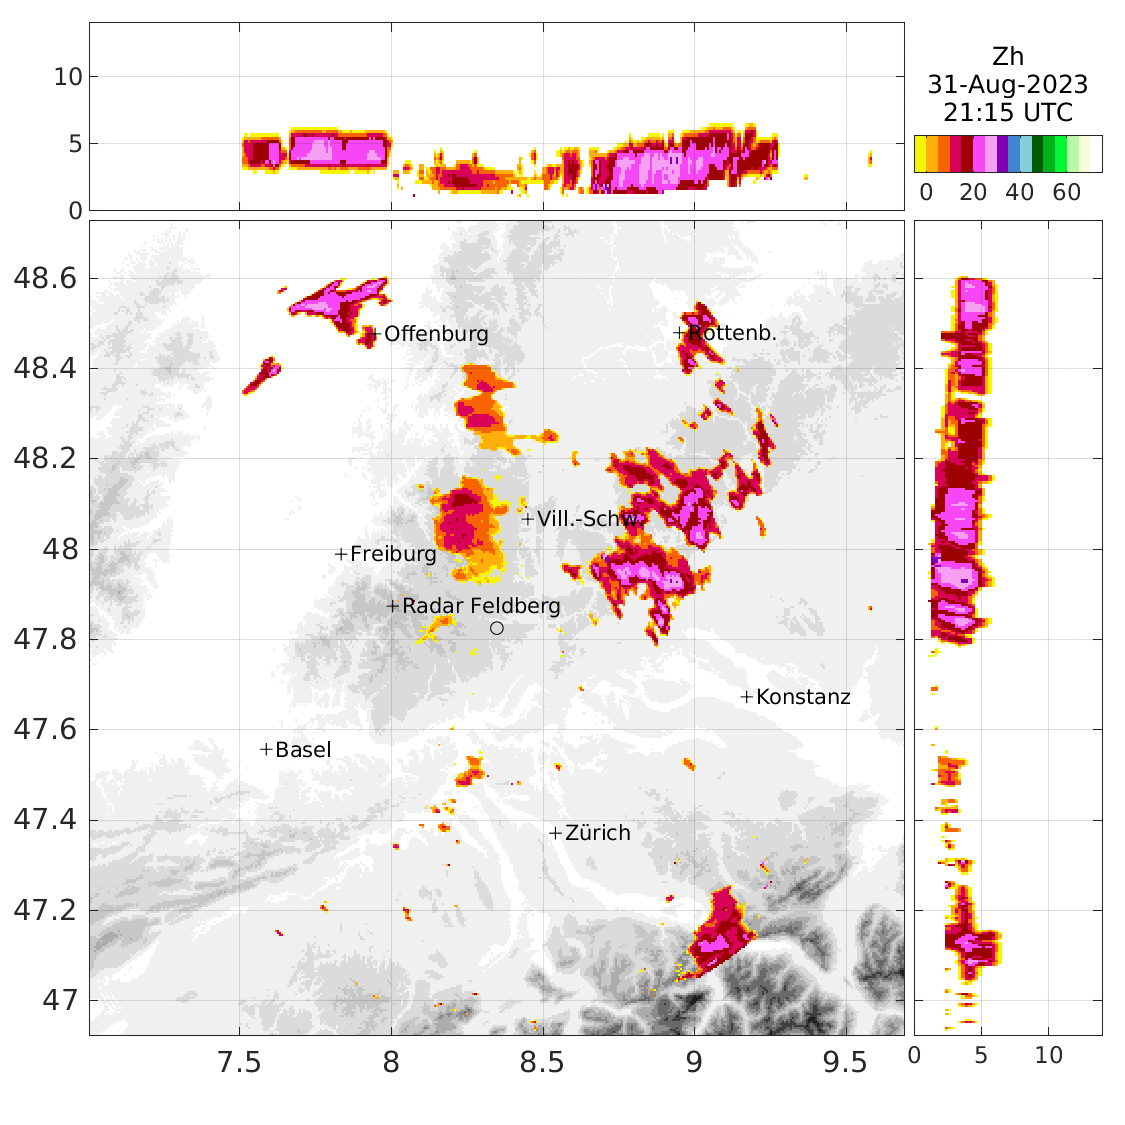 Zh
31-Aug-2023
21:15 UTC
0 20 40 60
10
5
0
48.6
48.4
48.2
48
47.8
47.6
47.4
47.2
47
Offenburg
Rottenb.
Vill.-Schw.
Freiburg
Radar Feldberg
Konstanz
Basel
Zürich
7.5 8 8.5 9 9.5
0 5 10